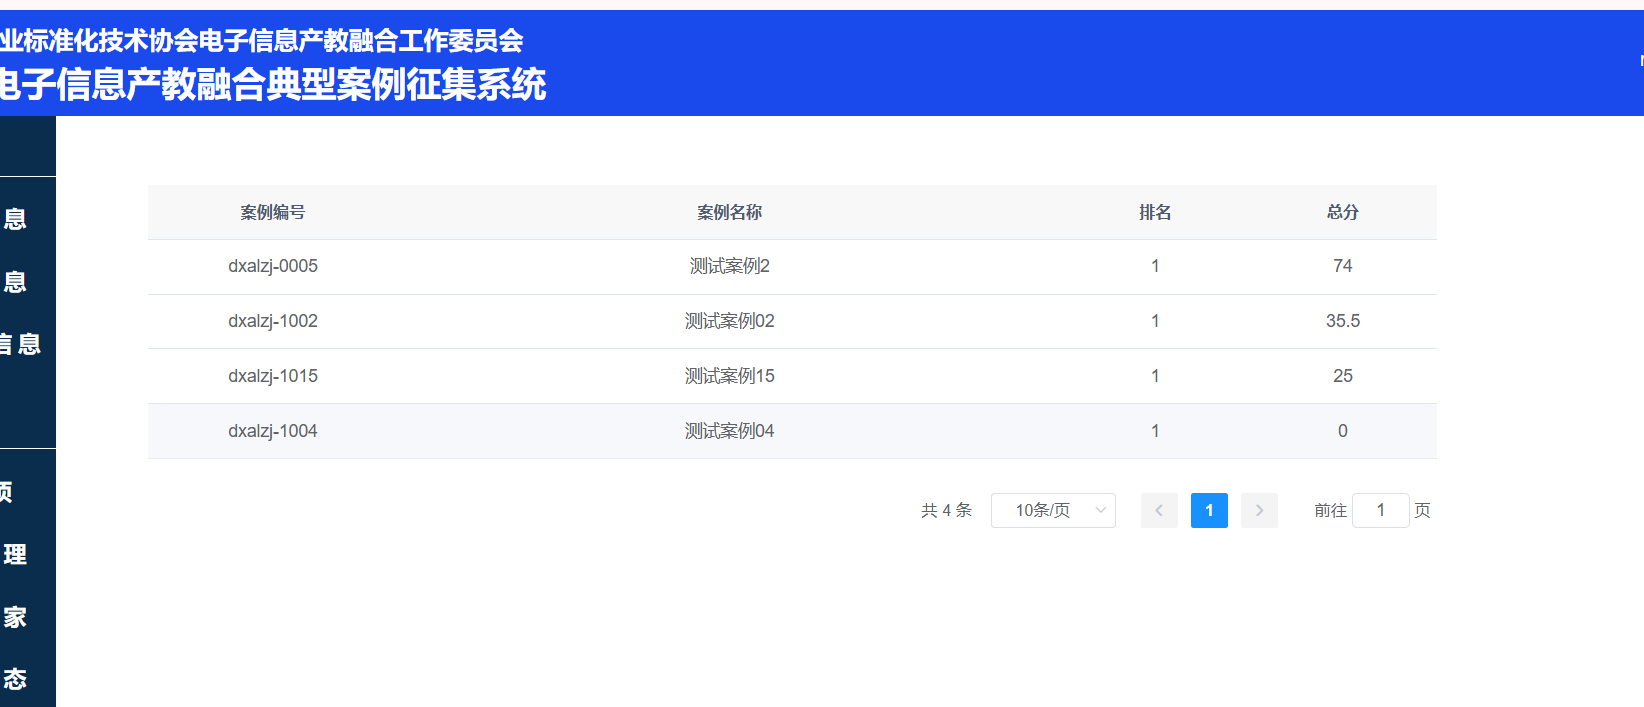 业标准化技术协会电子信息产教融合工作委员会
电子信息产教融合典型案例征集系统
息
息
信息
理
家
态
案例编号 案例名称 排名 总分
dxalzj-0005 测试案例2 1 74
dxalzj-1002 测试案例02 1 35.5
dxalzj-1015 测试案例15 1 25
dxalzj-1004 测试案例04 1 0
共 4 条 10条/页 1 前往 1 页